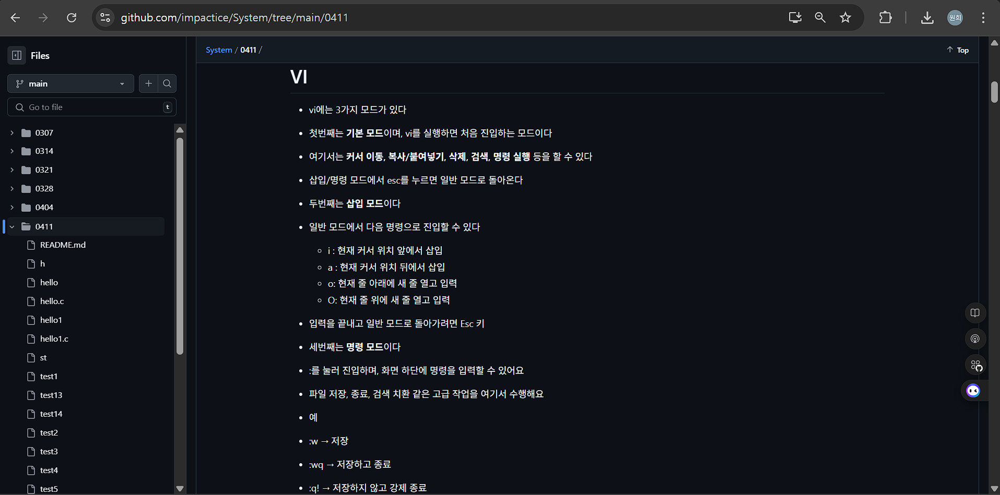 github.com/impactice/System/tree/main/0411
원희
Files
main
Go to file
t
0307
0314
0321
0328
0404
0411
README.md
h
hello
hello.c
hello1
hello1.c
st
test1
test13
test14
test2
test3
test4
test5
System / 0411 /
Top
VI
vi에는 3가지 모드가 있다
첫번째는 기본 모드이며, vi를 실행하면 처음 진입하는 모드이다
여기서는 커서 이동, 복사/붙여넣기, 삭제, 검색, 명령 실행 등을 할 수 있다
삽입/명령 모드에서 esc를 누르면 일반 모드로 돌아온다
두번째는 삽입 모드이다
일반 모드에서 다음 명령으로 진입할 수 있다
i : 현재 커서 위치 앞에서 삽입
a : 현재 커서 위치 뒤에서 삽입
o: 현재 줄 아래에 새 줄 열고 입력
O: 현재 줄 위에 새 줄 열고 입력
입력을 끝내고 일반 모드로 돌아가려면 Esc 키
세번째는 명령 모드이다
:를 눌러 진입하며, 화면 하단에 명령을 입력할 수 있어요
파일 저장, 종료, 검색 치환 같은 고급 작업을 여기서 수행해요
예
:w → 저장
:wq → 저장하고 종료
:q! → 저장하지 않고 강제 종료